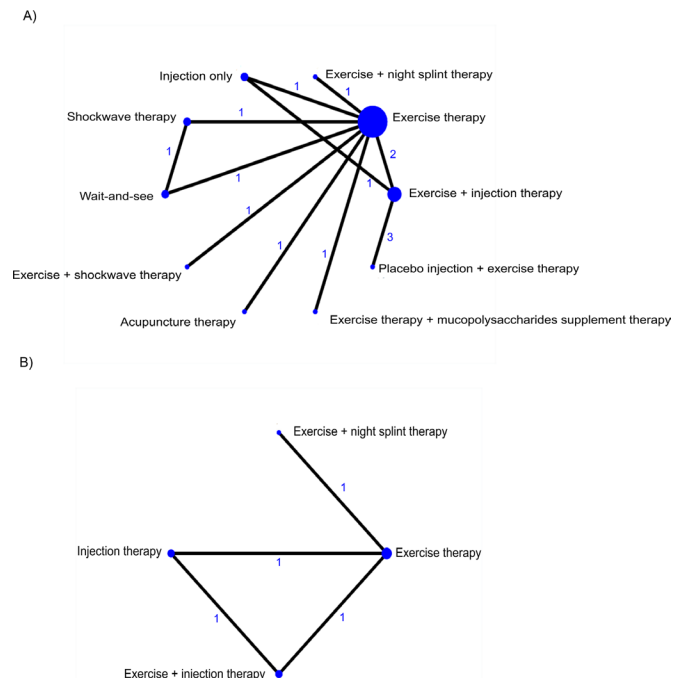 A)
Injection only
Exercise + night splint therapy
1
1
Shockwave therapy
1
Exercise therapy
1
2
1
Wait-and-see
1
Exercise + injection therapy
1
3
1
1
Exercise + shockwave therapy
Placebo injection + exercise therapy
Acupuncture therapy
Exercise therapy + mucopolysaccharides supplement therapy
B)
Exercise + night splint therapy
1
Injection therapy
Exercise therapy
1
1
1
Exercise + injection therapy